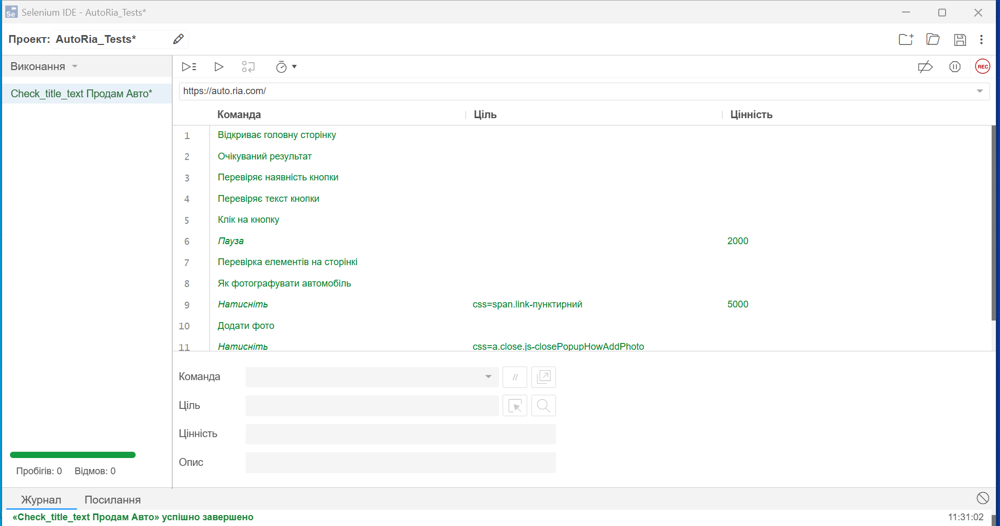 Selenium IDE - AutoRia_Tests*
Проект: AutoRia_Tests*
Виконання
Check_title_text Продам Авто*
REC
https://auto.ria.com/
Команда Ціль Цінність
1 Відкриває головну сторінку
2 Очікуваний результат
3 Перевіряє наявність кнопки
4 Перевіряє текст кнопки
5 Клік на кнопку
6 Пауза 2000
7 Перевірка елементів на сторінкі
8 Як фотографувати автомобіль
9 Натисніть css=span.link-пунктирний 5000
10 Додати фото
11 Натисніть css=a.close.js-closePopupHowAddPhoto
Команда //
Ціль
Цінність
Опис
Пробігів: 0 Відмов: 0
Журнал Посилання
«Check_title_text Продам Авто» успішно завершено 11:31:02